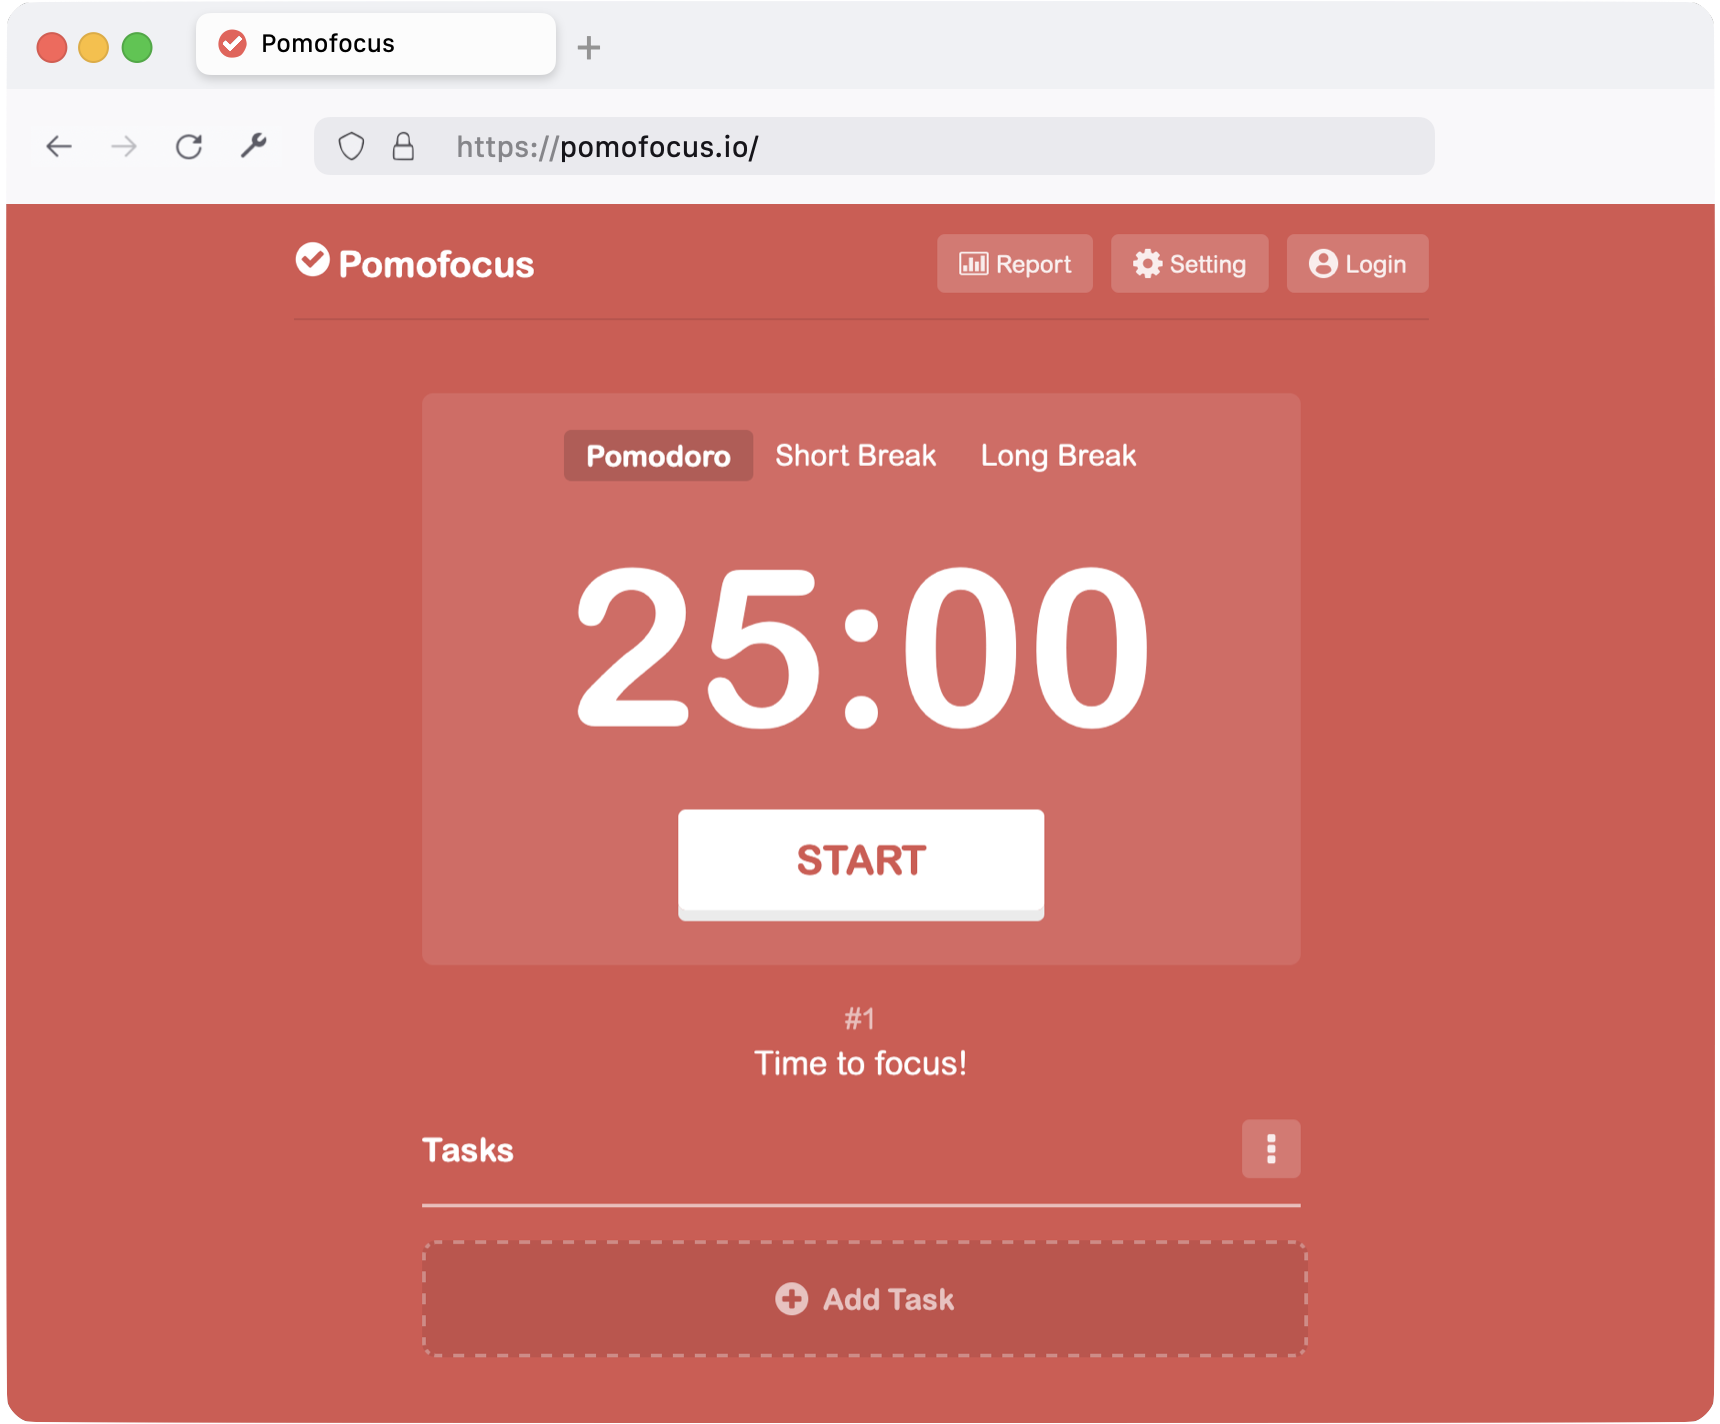 Pomofocus
https://pomofocus.io/
Pomofocus
Report
Setting
Login
Pomodoro
Short Break
Long Break
25:00
START
#1
Time to focus!
Tasks
Add Task